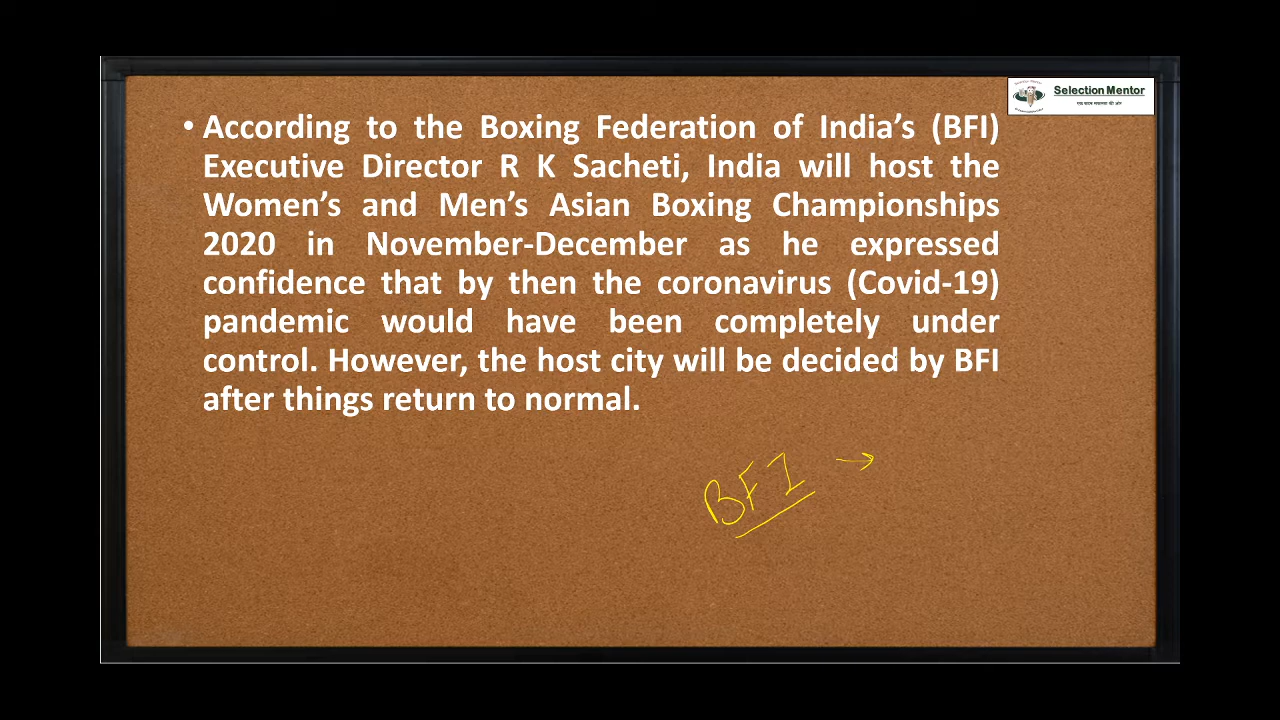 Selection Mentor
• According to the Boxing Federation of India’s (BFI)
Executive Director R K Sacheti, India will host the
Women’s and Men’s Asian Boxing Championships
2020 in November-December as he expressed
confidence that by then the coronavirus (Covid-19)
pandemic would have been completely under
control. However, the host city will be decided by BFI
after things return to normal.
BFI →